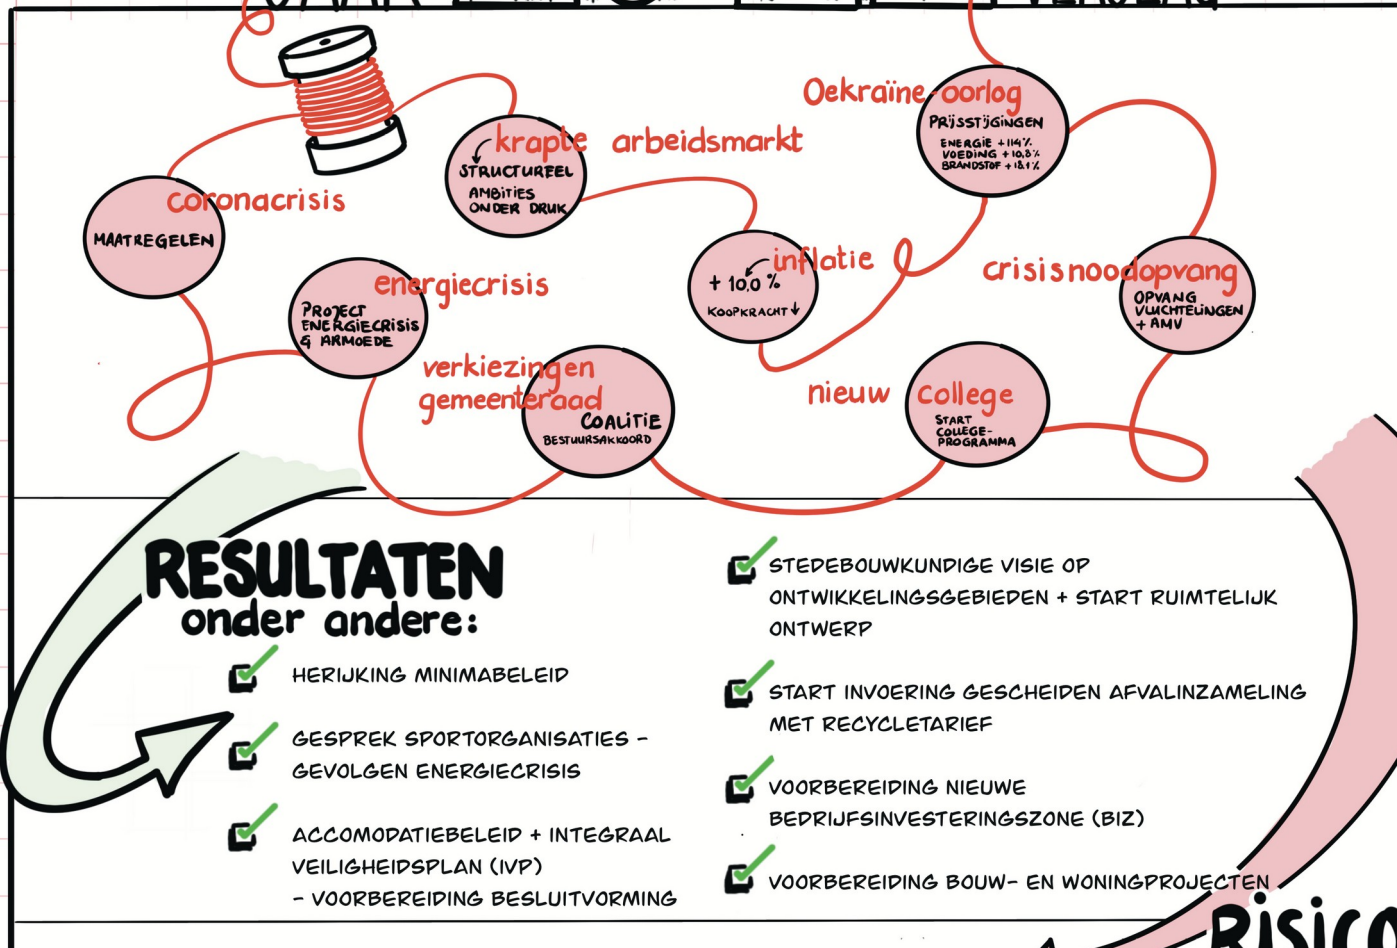 coronacrisis
MAATREGELEN
krapte arbeidsmarkt
STRUCTUREEL
AMBITIES
ONDER DRUK
energiecrisis
PROJECT
ENERGIECRISIS
& ARMOEDE
inflatie
+ 10,0 %
KOOPKRACHT ↓
Oekraïne-oorlog
PRIJSSTIJGINGEN
ENERGIE +114%
VOEDING +10,8%
BRANDSTOF +18,1%
crisisnoodopvang
OPVANG
VLUCHTELINGEN
+ AMV
verkiezingen
gemeenteraad
COALITIE
BESTUURSAKKOORD
nieuw college
START
COLLEGE-
PROGRAMMA
RESULTATEN
onder andere:
HERIJKING MINIMABELEID
GESPREK SPORTORGANISATIES -
GEVOLGEN ENERGIECRISIS
ACCOMODATIEBELEID + INTEGRAAL
VEILIGHEIDSPLAN (IVP)
- VOORBEREIDING BESLUITVORMING
STEDEBOUWKUNDIGE VISIE OP
ONTWIKKELINGSGEBIEDEN + START RUIMTELIJK
ONTWERP
START INVOERING GESCHEIDEN AFVALINZAMELING
MET RECYCLETARIEF
VOORBEREIDING NIEUWE
BEDRIJFSINVESTERINGSZONE (BIZ)
VOORBEREIDING BOUW- EN WONINGPROJECTEN